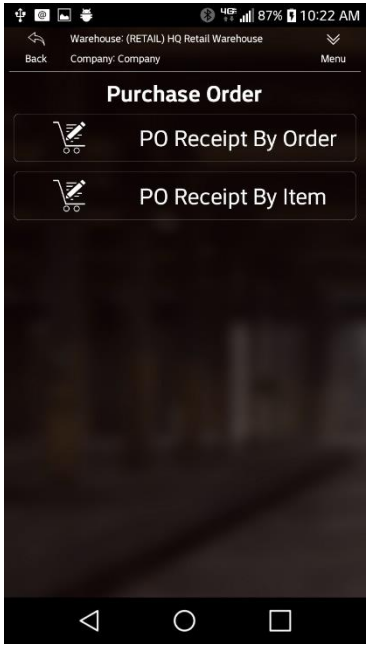 4G 87% 10:22 AM
Warehouse: (RETAIL) HQ Retail Warehouse
Back Company: Company Menu
Purchase Order
PO Receipt By Order
PO Receipt By Item